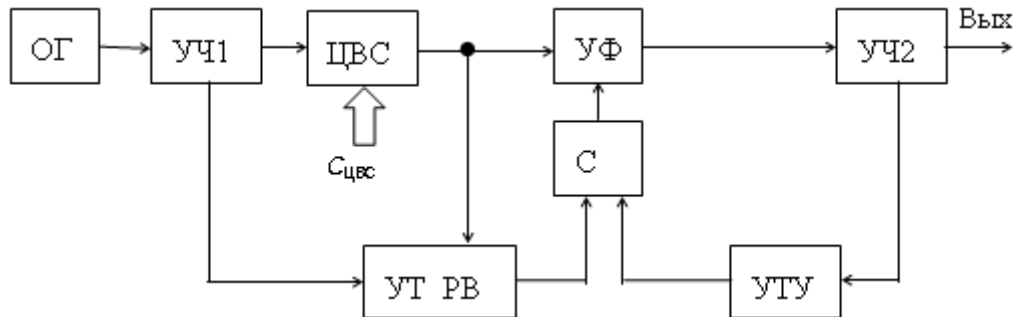 Вых
ОГ
УЧ1
ЦВС
УФ
УЧ2
С
СЦВС
УТ РВ
УТУ